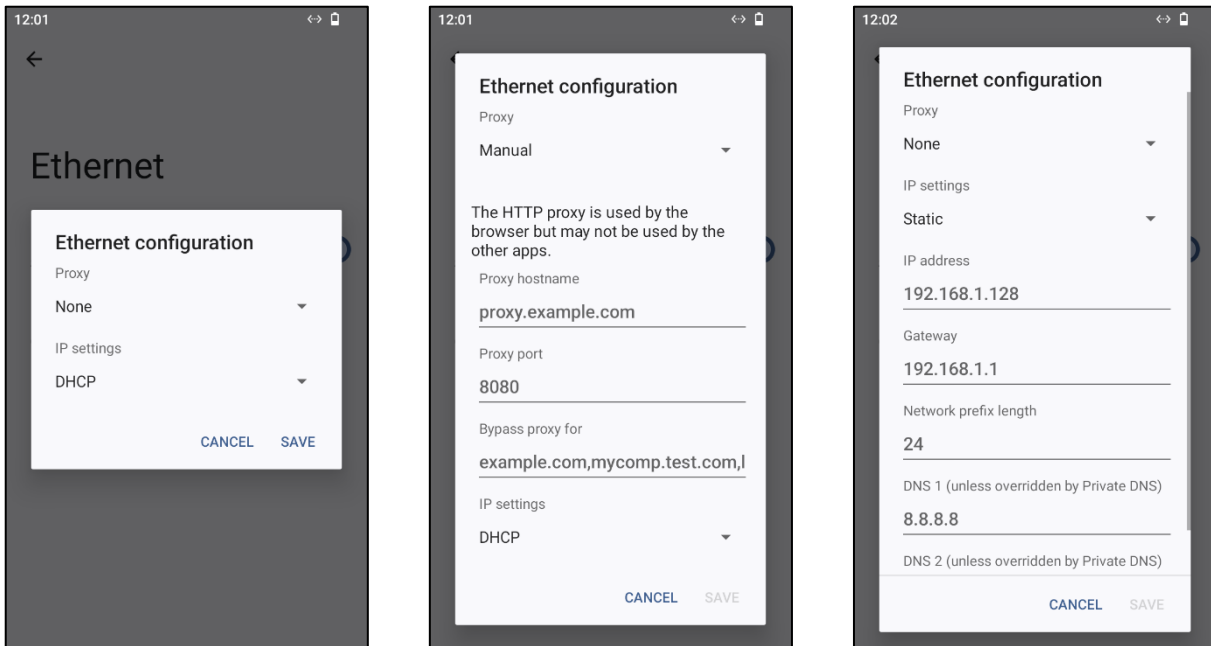 12:01
Ethernet
Ethernet configuration
Proxy
None
IP settings
DHCP
CANCEL SAVE
12:01
Ethernet configuration
Proxy
Manual
The HTTP proxy is used by the
browser but may not be used by the
other apps.
Proxy hostname
proxy.example.com
Proxy port
8080
Bypass proxy for
example.com,mycomp.test.com,l
IP settings
DHCP
CANCEL SAVE
12:02
Ethernet configuration
Proxy
None
IP settings
Static
IP address
192.168.1.128
Gateway
192.168.1.1
Network prefix length
24
DNS 1 (unless overridden by Private DNS)
8.8.8.8
DNS 2 (unless overridden by Private DNS)
CANCEL SAVE